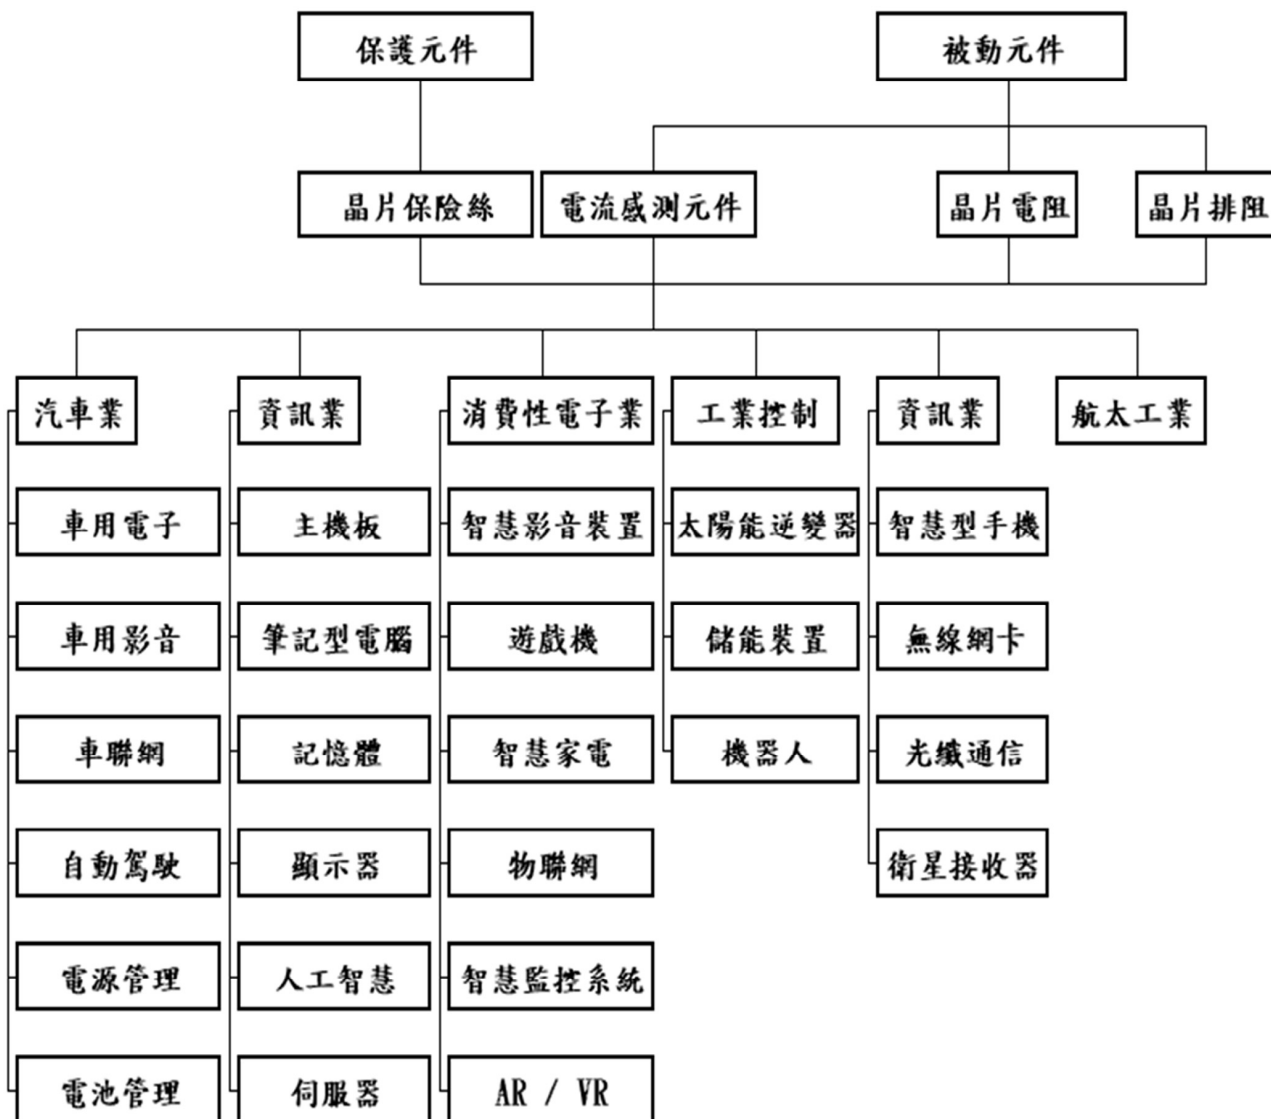 保護元件
被動元件
晶片保險絲
電流感測元件
晶片電阻
晶片排阻
汽車業
資訊業
消費性電子業
工業控制
資訊業
航太工業
車用電子
主機板
智慧影音裝置
太陽能逆變器
智慧型手機
車用影音
筆記型電腦
遊戲機
儲能裝置
無線網卡
車聯網
記憶體
智慧家電
機器人
光纖通信
自動駕駛
顯示器
物聯網
衛星接收器
電源管理
人工智慧
智慧監控系統
電池管理
伺服器
AR / VR